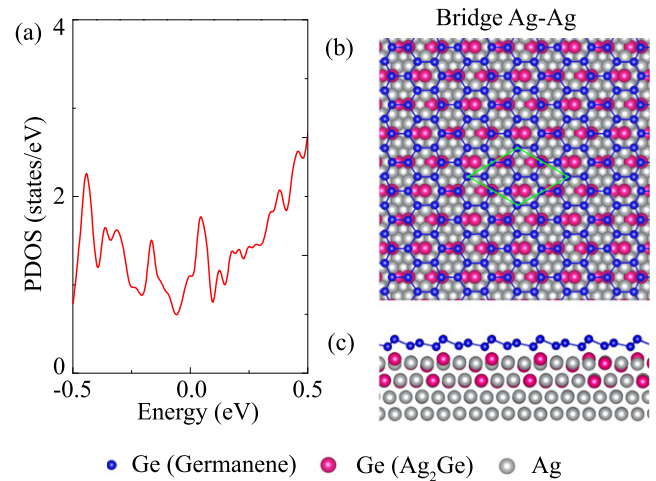 (a)
4
2
0
PDOS (states/eV)
-0.5
0.0
0.5
Energy (eV)
Bridge Ag-Ag
(b)
(c)
Ge (Germanene)
Ge (Ag₂Ge)
Ag